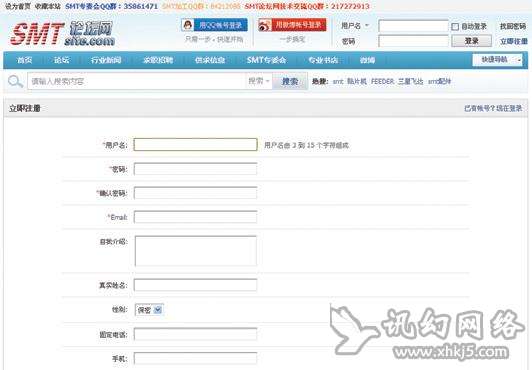 设为首页 收藏本站 SMT专委会QQ群：35861471 SMT加工QQ群：8421208 SMT论坛网技术交流QQ群：217272913
SMT论坛网
site.com
用QQ帐号登录
只需一步，快速开始
用微博帐号登录
一步搞定
用户名 自动登录 找回密码
密码 登录 立即注册
首页 论坛 行业新闻 求职招聘 供求信息 SMT专委会 专业书店 微博 快捷导航
请输入搜索内容 搜索 搜索 热搜: smt 贴片机 FEEDER 三星飞达 smt配件
立即注册 已有帐号？现在登录
*用户名: 用户名由 3 到 15 个字符组成
*密码:
*确认密码:
*Email:
自我介绍:
真实姓名:
性别: 保密
固定电话:
手机:
讯幻网络
www.xhkj5.com